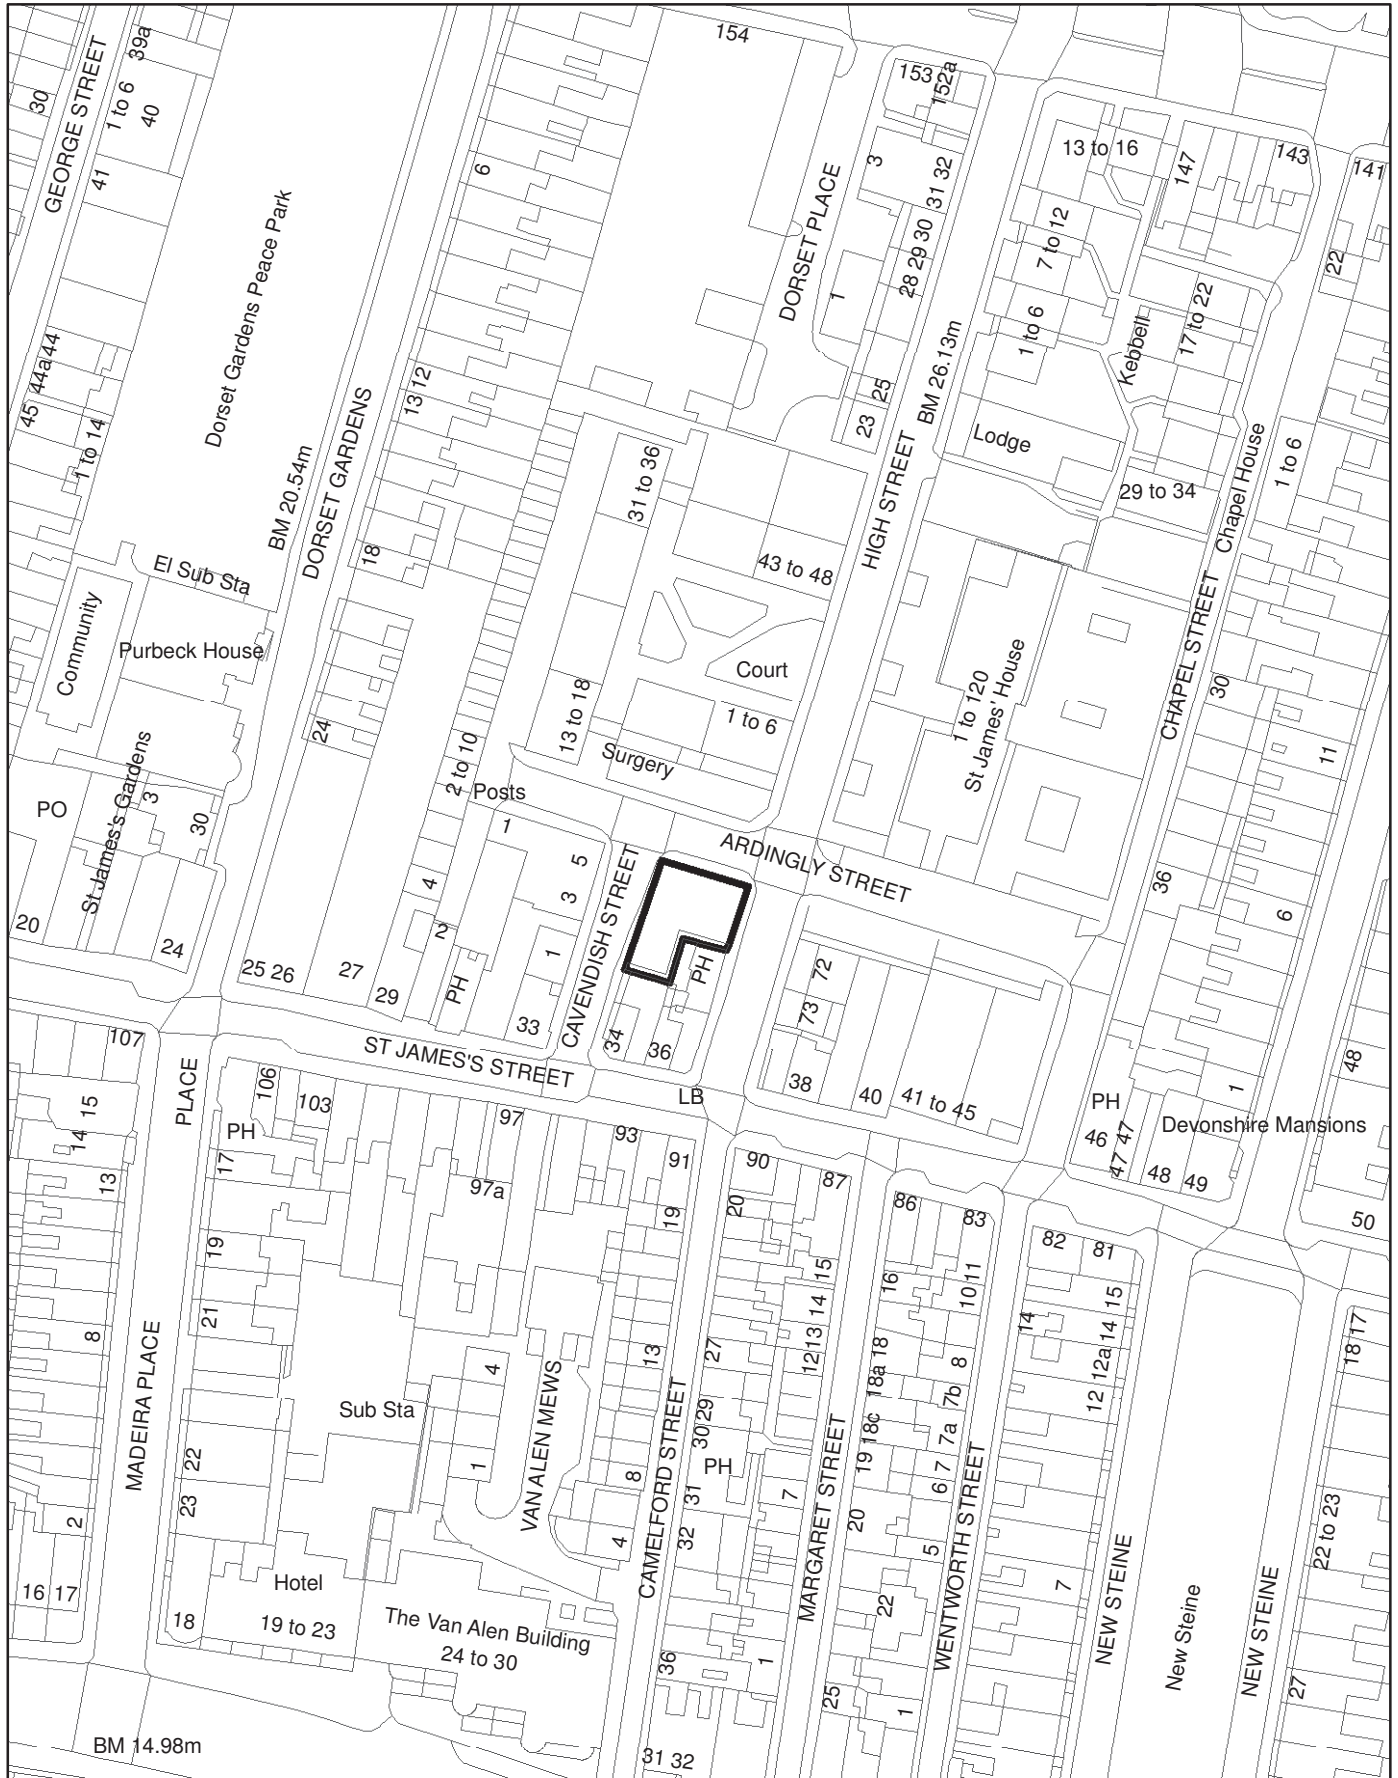 154
39a
1 to 6
40
30
GEORGE STREET
41
153
152a
3
31 32
DORSET PLACE
28 29 30
1
13 to 16
147
143
141
7 to 12
22
1 to 6
Kebbell
17 to 22
6
Dorset Gardens Peace Park
44a 44
45
1 to 14
13 12
BM 26.13m
25
23
Lodge
HIGH STREET
29 to 34
Chapel House
1 to 6
BM 20.54m
DORSET GARDENS
31 to 36
43 to 48
18
El Sub Sta
Community
Purbeck House
Court
1 to 120
St James' House
CHAPEL STREET
30
24
13 to 18
1 to 6
11
Surgery
2 to 10
Posts
PO
St James's Gardens
3
30
1
5
3
ARDINGLY STREET
36
6
CAVENDISH STREET
4
2
1
20
24
25 26
27
29
PH
33
PH
72
73
34
36
ST JAMES'S STREET
LB
38
40
41 to 45
48
1
PH
Devonshire Mansions
46
47 47
48
49
50
107
PLACE
106
103
PH
17
15
14
13
97
93
91
97a
19
90
87
20
86
83
82
81
19
21
8
MADEIRA PLACE
13
27
15
14
12 13
16
10 11
18a 18
8
14
15
14
12a
12
18 17
Sub Sta
4
1
VAN ALEN MEWS
22
23
2
CAMELFORD STREET
30 29
PH
8
31
32
4
MARGARET STREET
7
19 18c
7b
7a
7
6
20
5
WENTWORTH STREET
22
7
NEW STEINE
New Steine
NEW STEINE
22 to 23
27
16
17
Hotel
18
19 to 23
The Van Alen Building
24 to 30
36
1
25
1
BM 14.98m
31 32